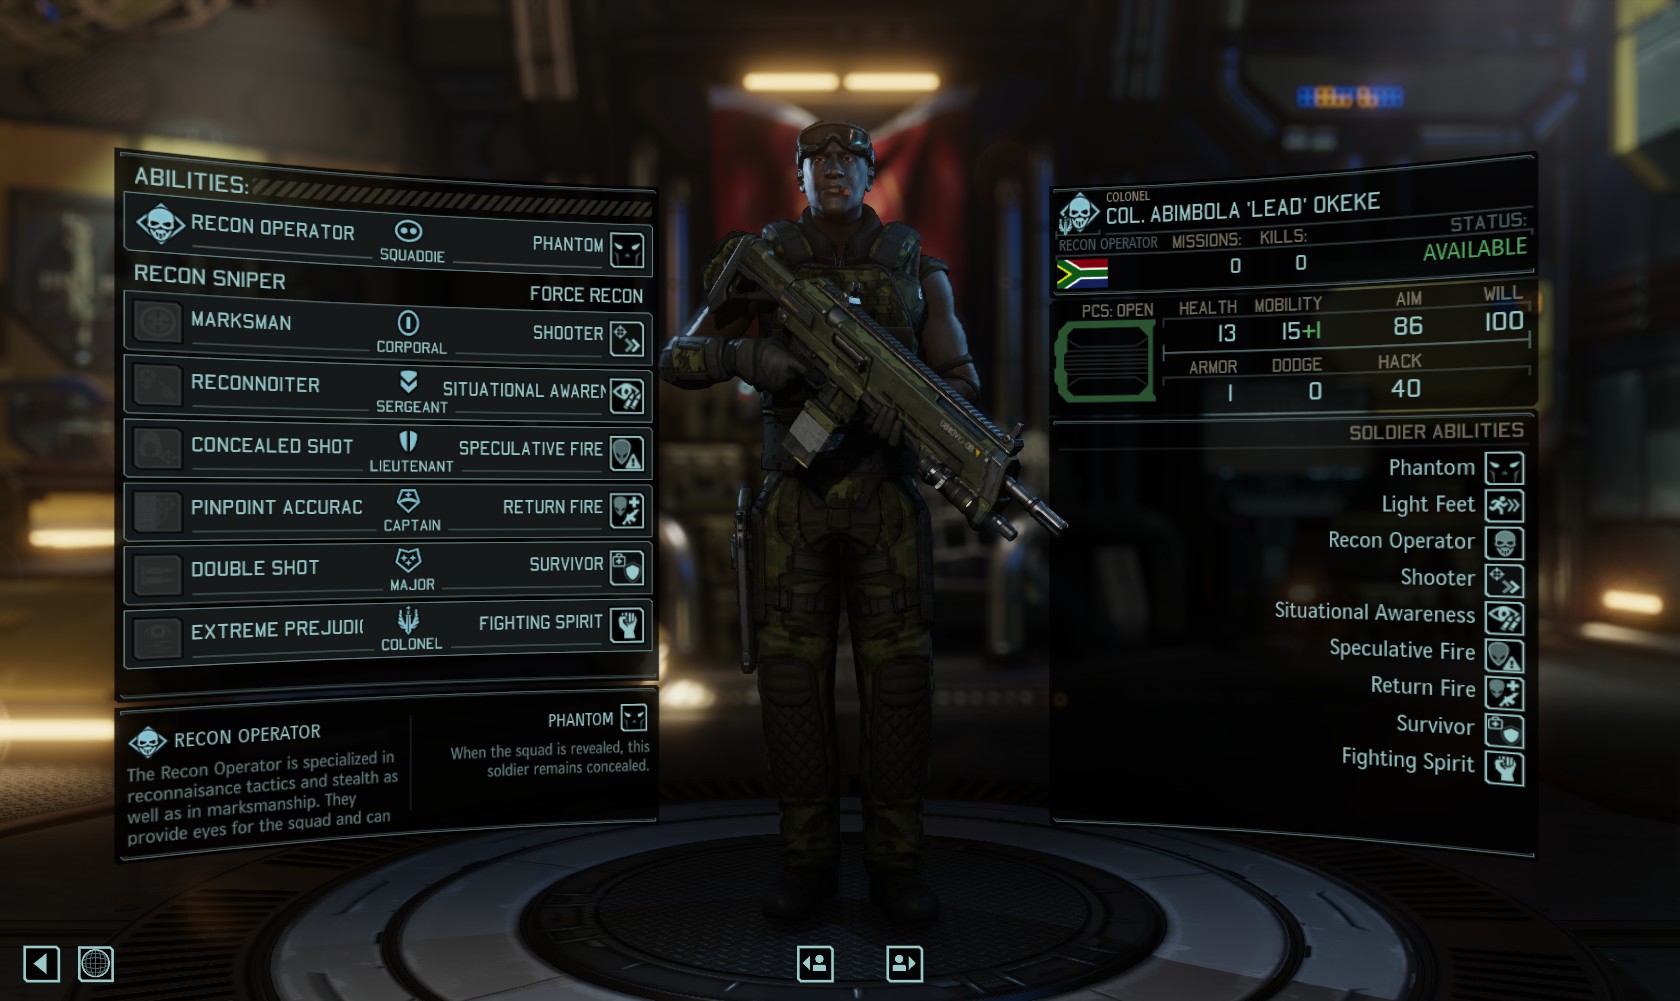 ABILITIES:
RECON OPERATOR
SQUADDIE
PHANTOM
RECON SNIPER
FORCE RECON
MARKSMAN
CORPORAL
SHOOTER
RECONNOITER
SERGEANT
SITUATIONAL AWAREN
CONCEALED SHOT
LIEUTENANT
SPECULATIVE FIRE
PINPOINT ACCURAC
CAPTAIN
RETURN FIRE
DOUBLE SHOT
MAJOR
SURVIVOR
EXTREME PREJUDIC
COLONEL
FIGHTING SPIRIT
RECON OPERATOR
The Recon Operator is specialized in
reconnaisance tactics and stealth as
well as in marksmanship. They
provide eyes for the squad and can
PHANTOM
When the squad is revealed, this
soldier remains concealed.
COLONEL
COL. ABIMBOLA 'LEAD' OKEKE
RECON OPERATOR
MISSIONS:
0
KILLS:
0
STATUS:
AVAILABLE
PCS: OPEN
HEALTH
13
MOBILITY
15+1
AIM
86
WILL
100
ARMOR
1
DODGE
0
HACK
40
SOLDIER ABILITIES
Phantom
Light Feet
Recon Operator
Shooter
Situational Awareness
Speculative Fire
Return Fire
Survivor
Fighting Spirit